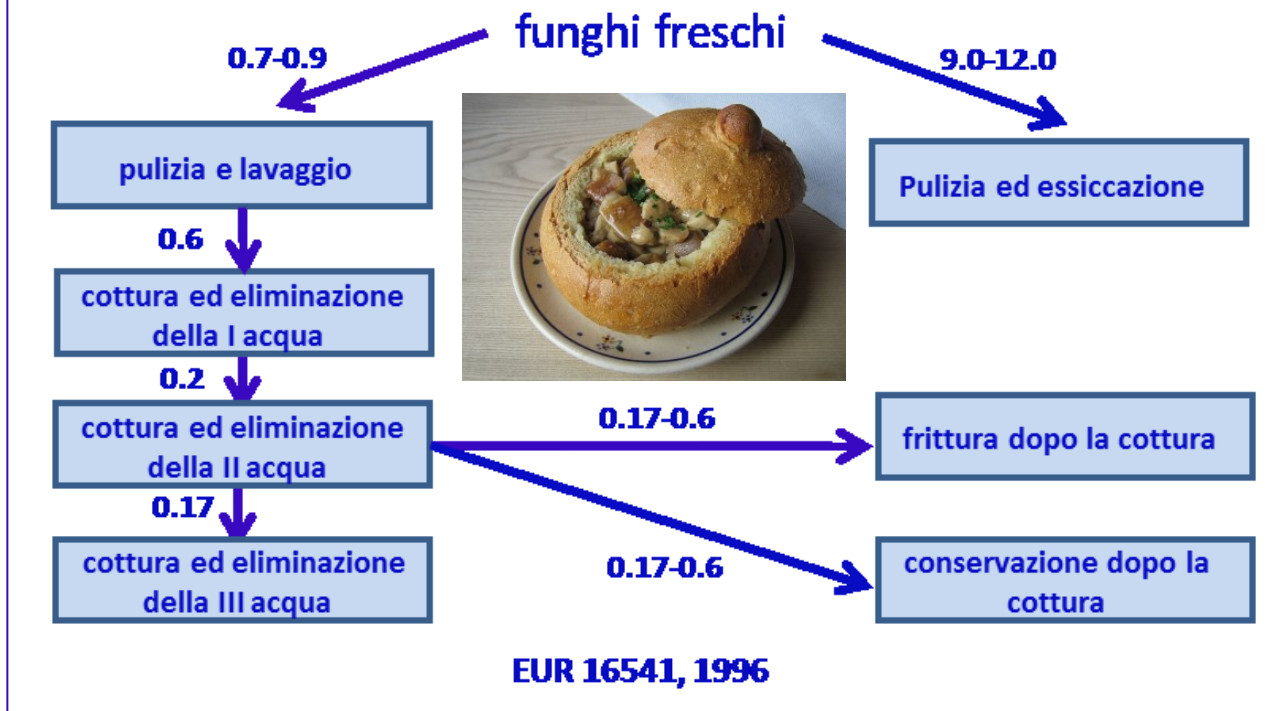 funghi freschi
0.7-0.9
9.0-12.0
pulizia e lavaggio
Pulizia ed essiccazione
0.6
cottura ed eliminazione
della I acqua
0.2
cottura ed eliminazione
della II acqua
0.17-0.6
frittura dopo la cottura
0.17
cottura ed eliminazione
della III acqua
0.17-0.6
conservazione dopo la
cottura
EUR 16541, 1996